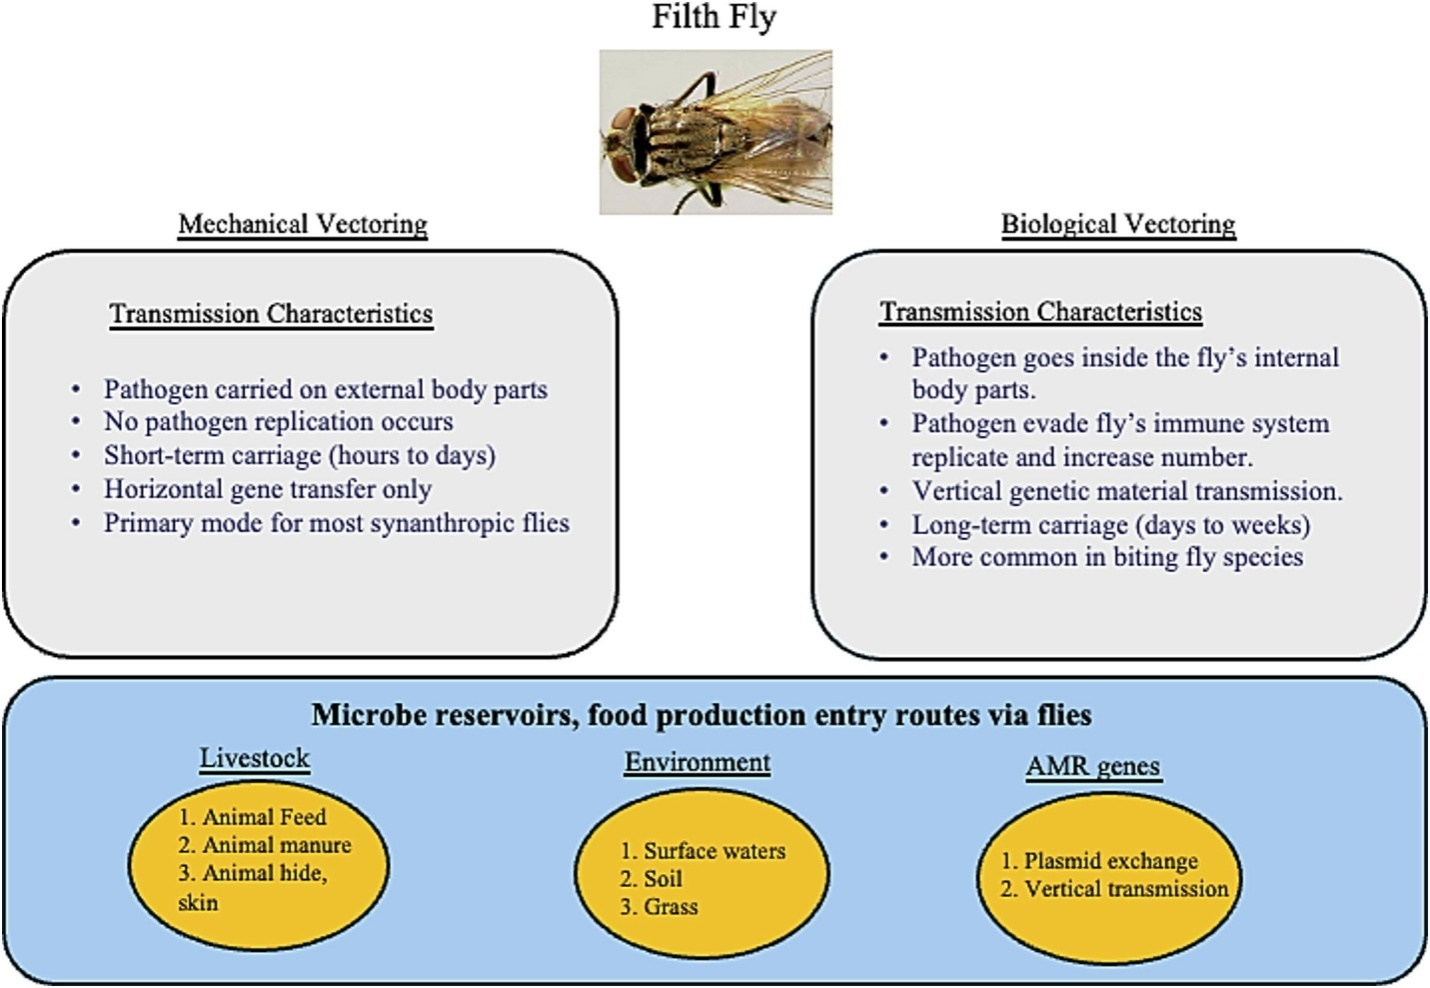 Filth Fly
Mechanical Vectoring
Transmission Characteristics
• Pathogen carried on external body parts
• No pathogen replication occurs
• Short-term carriage (hours to days)
• Horizontal gene transfer only
• Primary mode for most synanthropic flies
Biological Vectoring
Transmission Characteristics
• Pathogen goes inside the fly’s internal
body parts.
• Pathogen evade fly’s immune system
replicate and increase number.
• Vertical genetic material transmission.
• Long-term carriage (days to weeks)
• More common in biting fly species
Microbe reservoirs, food production entry routes via flies
Livestock
1. Animal Feed
2. Animal manure
3. Animal hide,
skin
Environment
1. Surface waters
2. Soil
3. Grass
AMR genes
1. Plasmid exchange
2. Vertical transmission